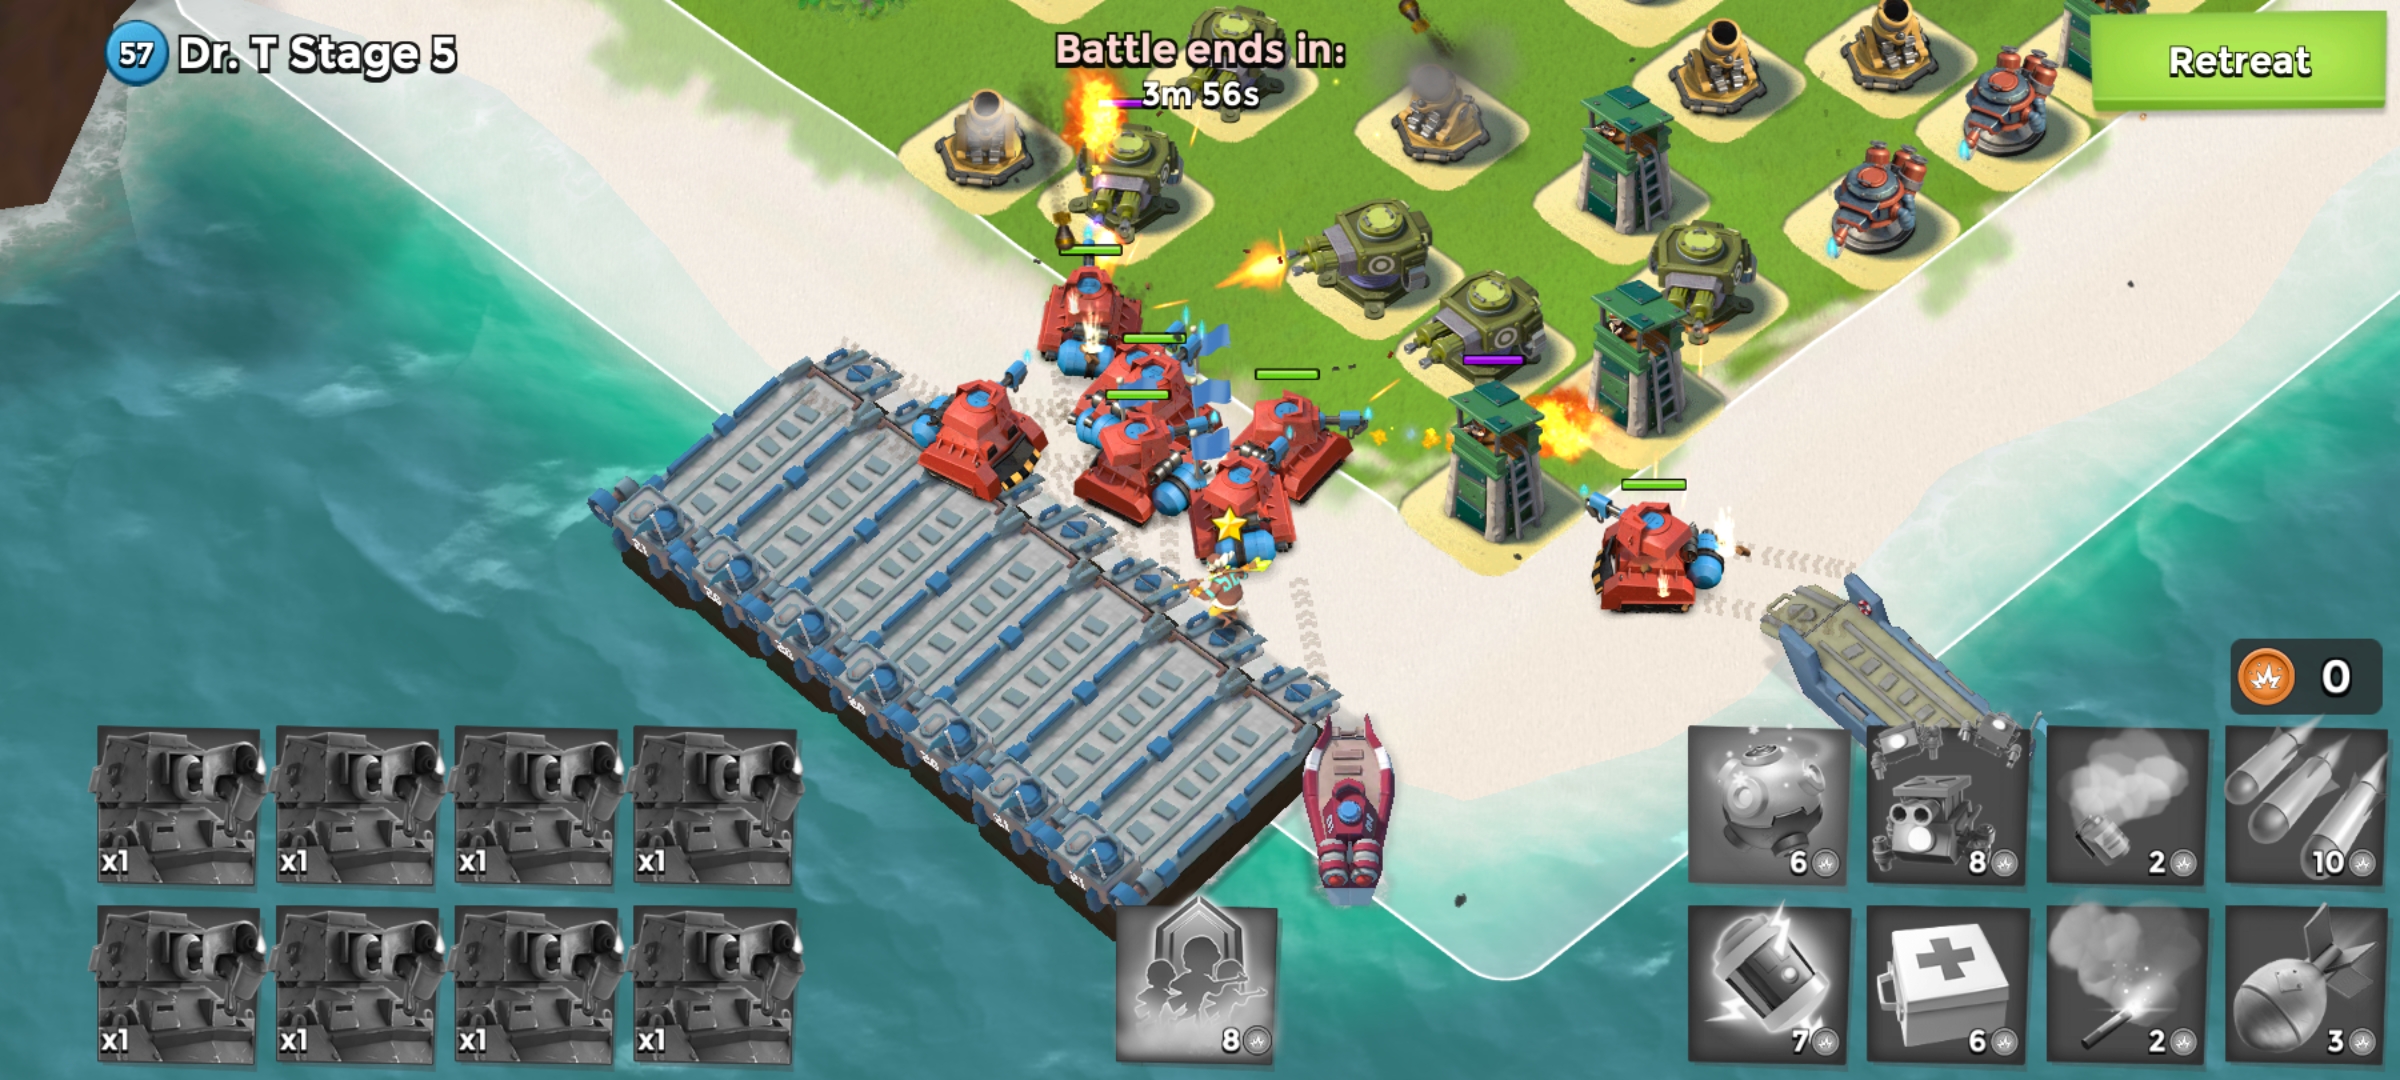 57 Dr. T Stage 5
Battle ends in:
3m 56s
Retreat
0
x1 x1 x1 x1
6 8 2 10
x1 x1 x1 x1
8
7 6 2 3